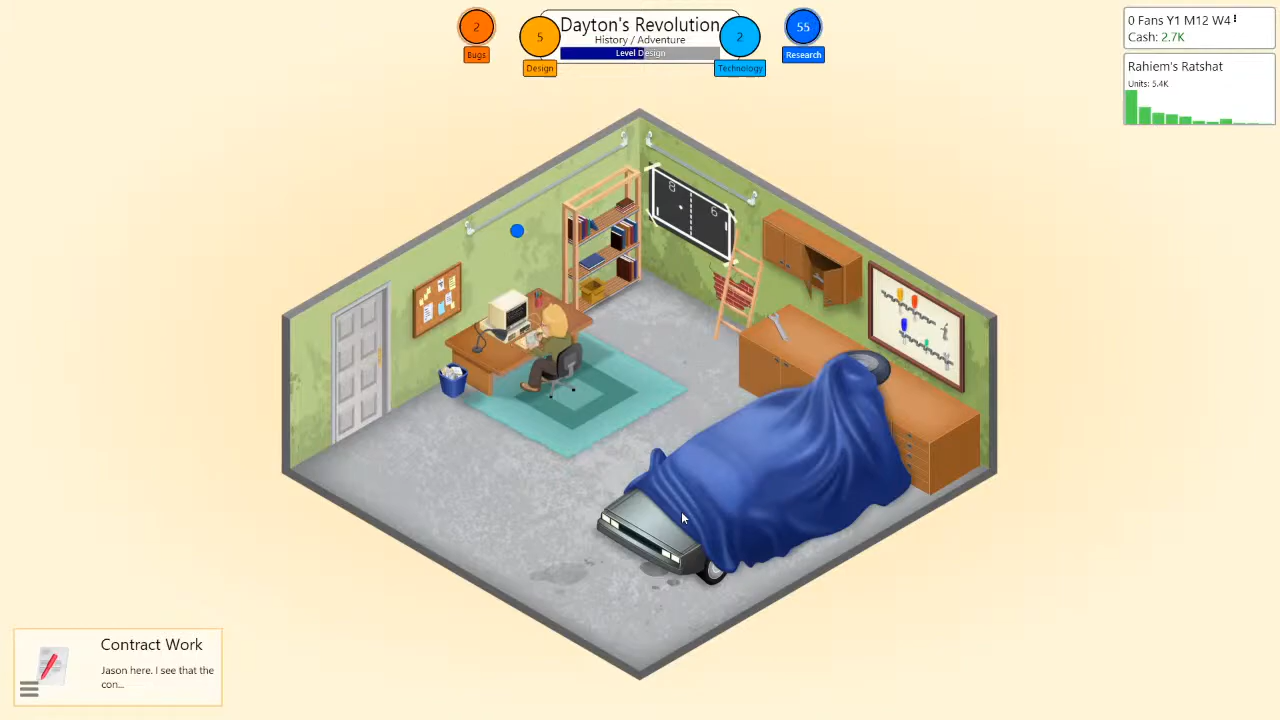 2
Bugs
5
Design
Dayton's Revolution
History / Adventure
Level Design
2
Technology
55
Research
0 Fans Y1 M12 W4
Cash: 2.7K
Rahiem's Ratshat
Units: 5.4K
Contract Work
Jason here. I see that the
con...